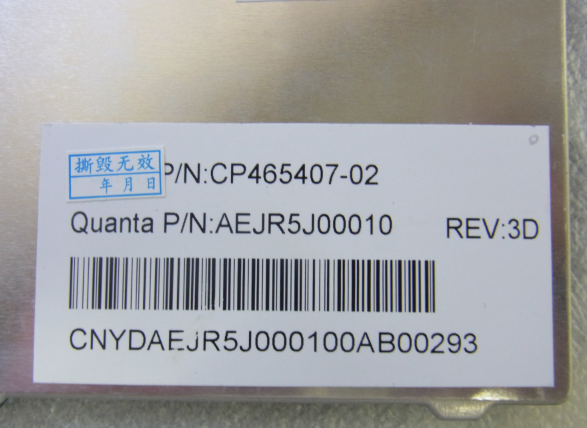 撕毁无效
年月日
P/N:CP465407-02
Quanta P/N:AEJR5J00010
REV:3D
CNYDAEJR5J000100AB00293